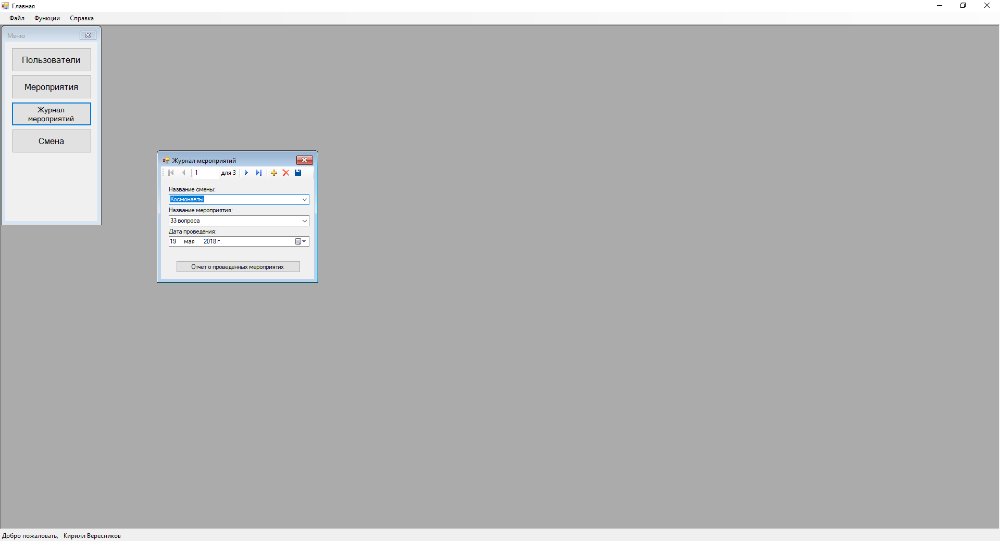 Главная
Файл Функции Справка
Меню
Пользователи
Мероприятия
Журнал
мероприятий
Смена
Журнал мероприятий
1 для 3
Название смены:
Космонавты
Название мероприятия:
33 вопроса
Дата проведения:
19 мая 2018 г.
Отчет о проведенных мероприятих
Добро пожаловать, Кирилл Вересников